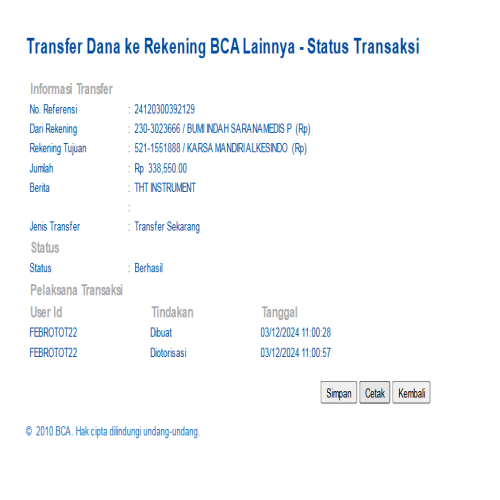 Transfer Dana ke Rekening BCA Lainnya - Status Transaksi
Informasi Transfer
No. Referensi : 24120300392129
Dari Rekening : 230-3023666 / BUMI INDAH SARANAMEDIS P (Rp)
Rekening Tujuan : 521-1551888 / KARSA MANDIRI ALKESINDO (Rp)
Jumlah : Rp 338,550.00
Berita : THT INSTRUMENT
:
Jenis Transfer : Transfer Sekarang
Status
Status : Berhasil
Pelaksana Transaksi
User Id Tindakan Tanggal
FEBROTOT22 Dibuat 03/12/2024 11:00:28
FEBROTOT22 Diotorisasi 03/12/2024 11:00:57
Simpan Cetak Kembali
© 2010 BCA. Hak cipta dilindungi undang-undang.